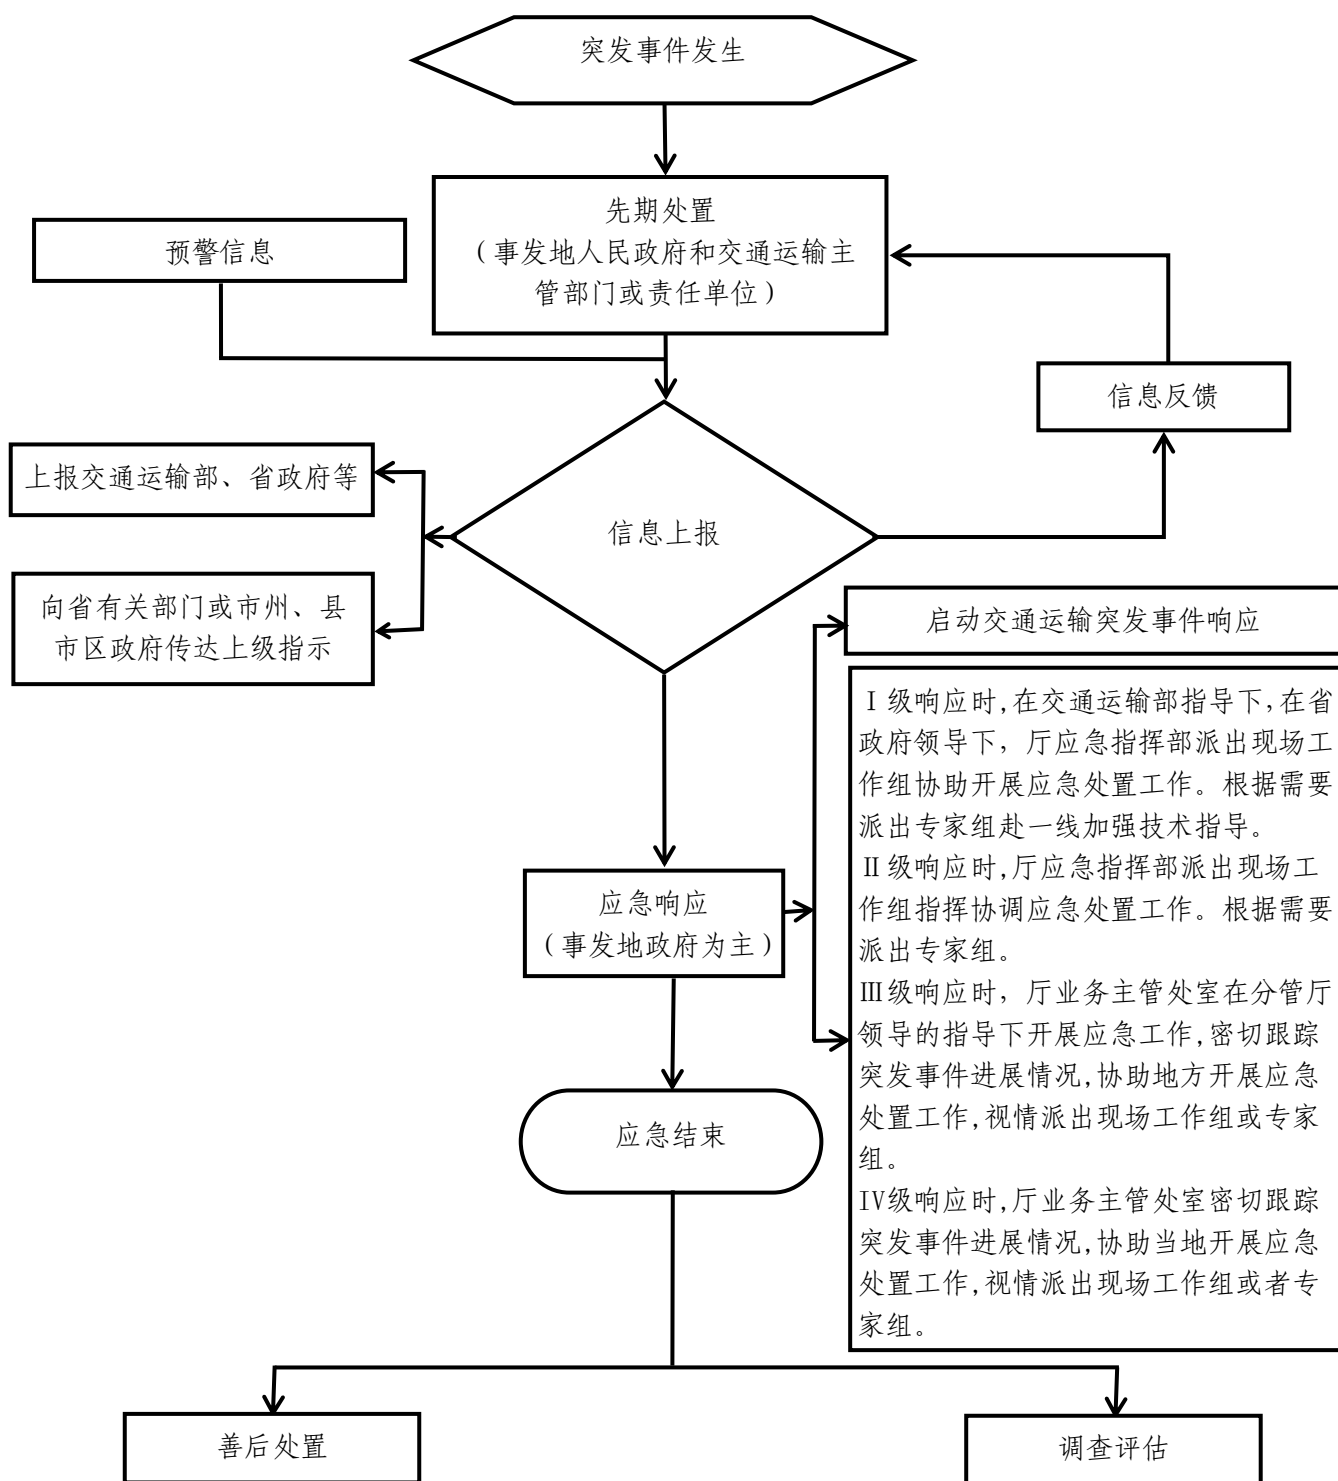 突发事件发生
先期处置
（事发地人民政府和交通运输主
管部门或责任单位）
预警信息
信息反馈
上报交通运输部、省政府等
信息上报
向省有关部门或市州、县
市区政府传达上级指示
启动交通运输突发事件响应
Ⅰ级响应时,在交通运输部指导下,在省
政府领导下，厅应急指挥部派出现场工
作组协助开展应急处置工作。根据需要
派出专家组赴一线加强技术指导。
Ⅱ级响应时,厅应急指挥部派出现场工
作组指挥协调应急处置工作。根据需要
派出专家组。
Ⅲ级响应时，厅业务主管处室在分管厅
领导的指导下开展应急工作,密切跟踪
突发事件进展情况,协助地方开展应急
处置工作,视情派出现场工作组或专家
组。
Ⅳ级响应时,厅业务主管处室密切跟踪
突发事件进展情况,协助当地开展应急
处置工作,视情派出现场工作组或者专
家组。
应急响应
（事发地政府为主）
应急结束
善后处置
调查评估